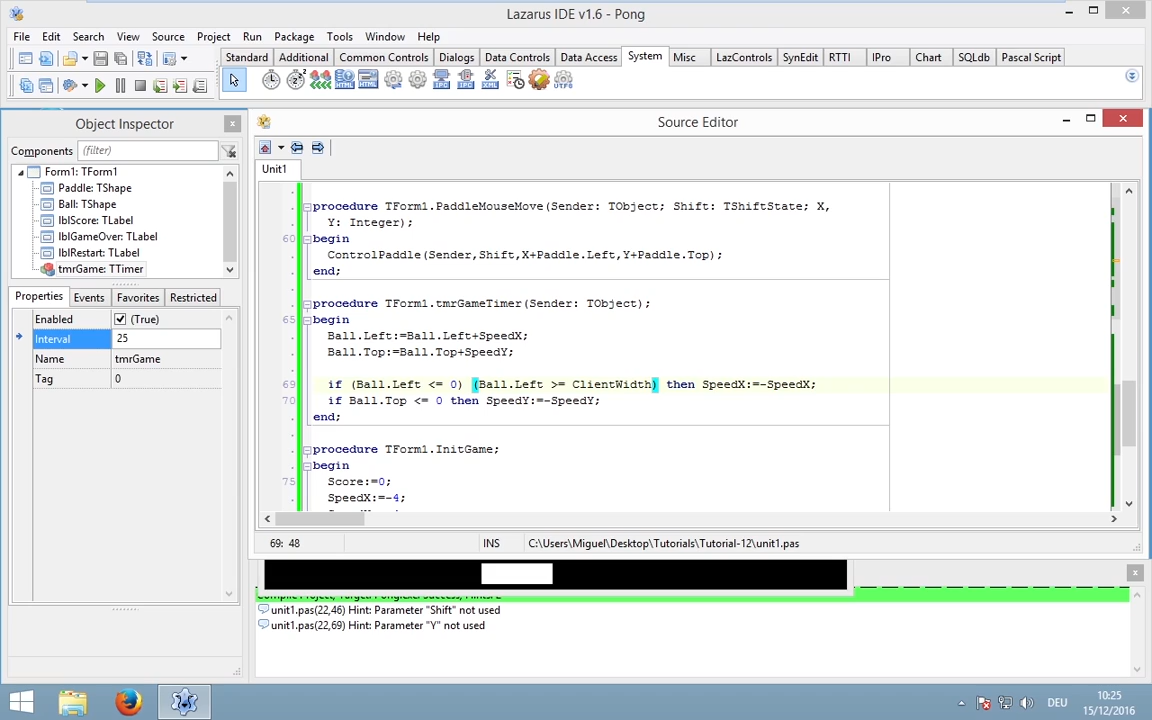 Lazarus IDE v1.6 - Pong
File Edit Search View Source Project Run Package Tools Window Help
Standard Additional Common Controls Dialogs Data Controls Data Access System Misc LazControls SynEdit RTTI IPro Chart SQLdb Pascal Script
Object Inspector
Components (filter)
Form1: TForm1
Paddle: TShape
Ball: TShape
lblScore: TLabel
lblGameOver: TLabel
lblRestart: TLabel
tmrGame: TTimer
Properties Events Favorites Restricted
Enabled (True)
Interval 25
Name tmrGame
Tag 0
Source Editor
Unit1
procedure TForm1.PaddleMouseMove(Sender: TObject; Shift: TShiftState; X,
Y: Integer);
60 begin
ControlPaddle(Sender,Shift,X+Paddle.Left,Y+Paddle.Top);
end;
procedure TForm1.tmrGameTimer(Sender: TObject);
65 begin
Ball.Left:=Ball.Left+SpeedX;
Ball.Top:=Ball.Top+SpeedY;
69 if (Ball.Left <= 0) (Ball.Left >= ClientWidth) then SpeedX:=-SpeedX;
70 if Ball.Top <= 0 then SpeedY:=-SpeedY;
end;
procedure TForm1.InitGame;
begin
75 Score:=0;
SpeedX:=-4;
69: 48 INS C:\Users\Miguel\Desktop\Tutorials\Tutorial-12\unit1.pas
unit1.pas(22,46) Hint: Parameter "Shift" not used
unit1.pas(22,69) Hint: Parameter "Y" not used
DEU
10:25
15/12/2016